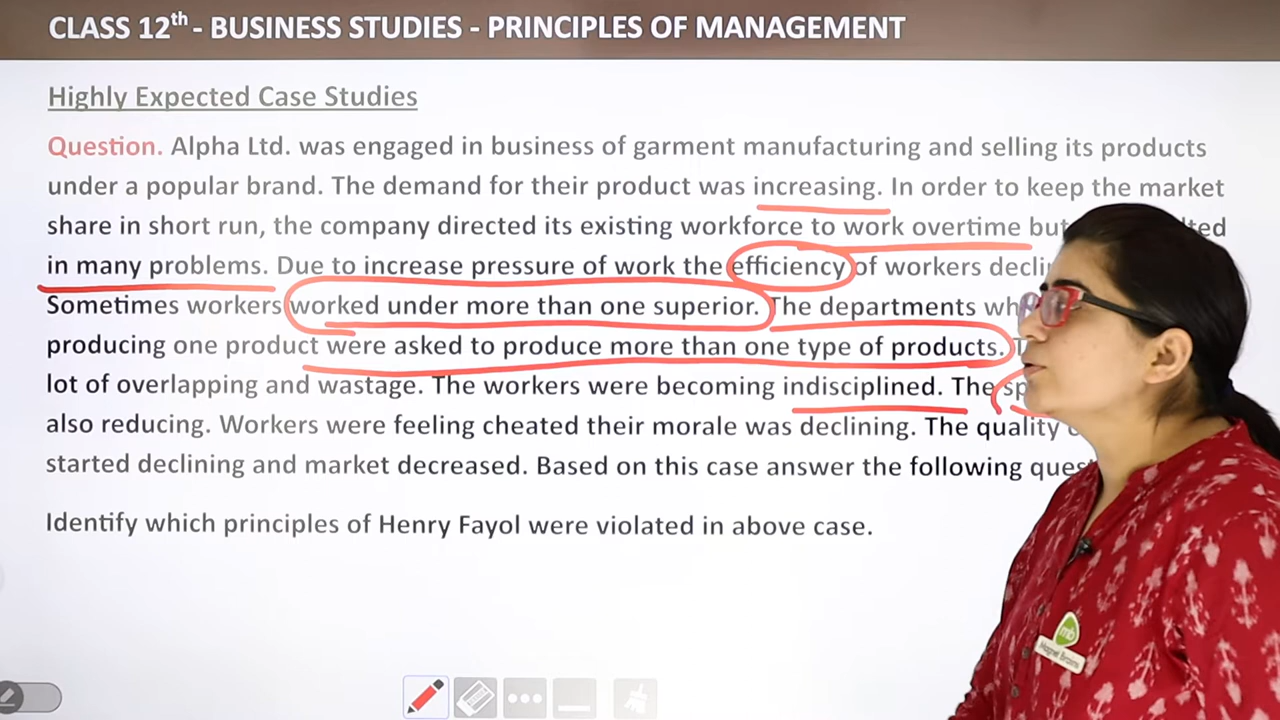 CLASS 12th - BUSINESS STUDIES - PRINCIPLES OF MANAGEMENT
Highly Expected Case Studies
Question. Alpha Ltd. was engaged in business of garment manufacturing and selling its products
under a popular brand. The demand for their product was increasing. In order to keep the market
share in short run, the company directed its existing workforce to work overtime but
in many problems. Due to increase pressure of work the efficiency of workers
Sometimes workers worked under more than one superior. The departments
producing one product were asked to produce more than one type of products.
lot of overlapping and wastage. The workers were becoming indisciplined. The
also reducing. Workers were feeling cheated their morale was declining. The quality
started declining and market decreased. Based on this case answer the following
Identify which principles of Henry Fayol were violated in above case.
mb
Magnet Brains